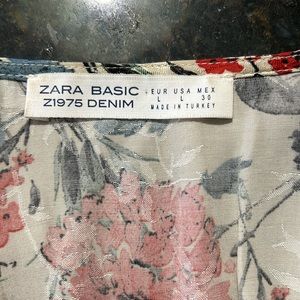 ZARA BASIC
Z1975 DENIM
EUR USA MEX
L L 30
MADE IN TURKEY